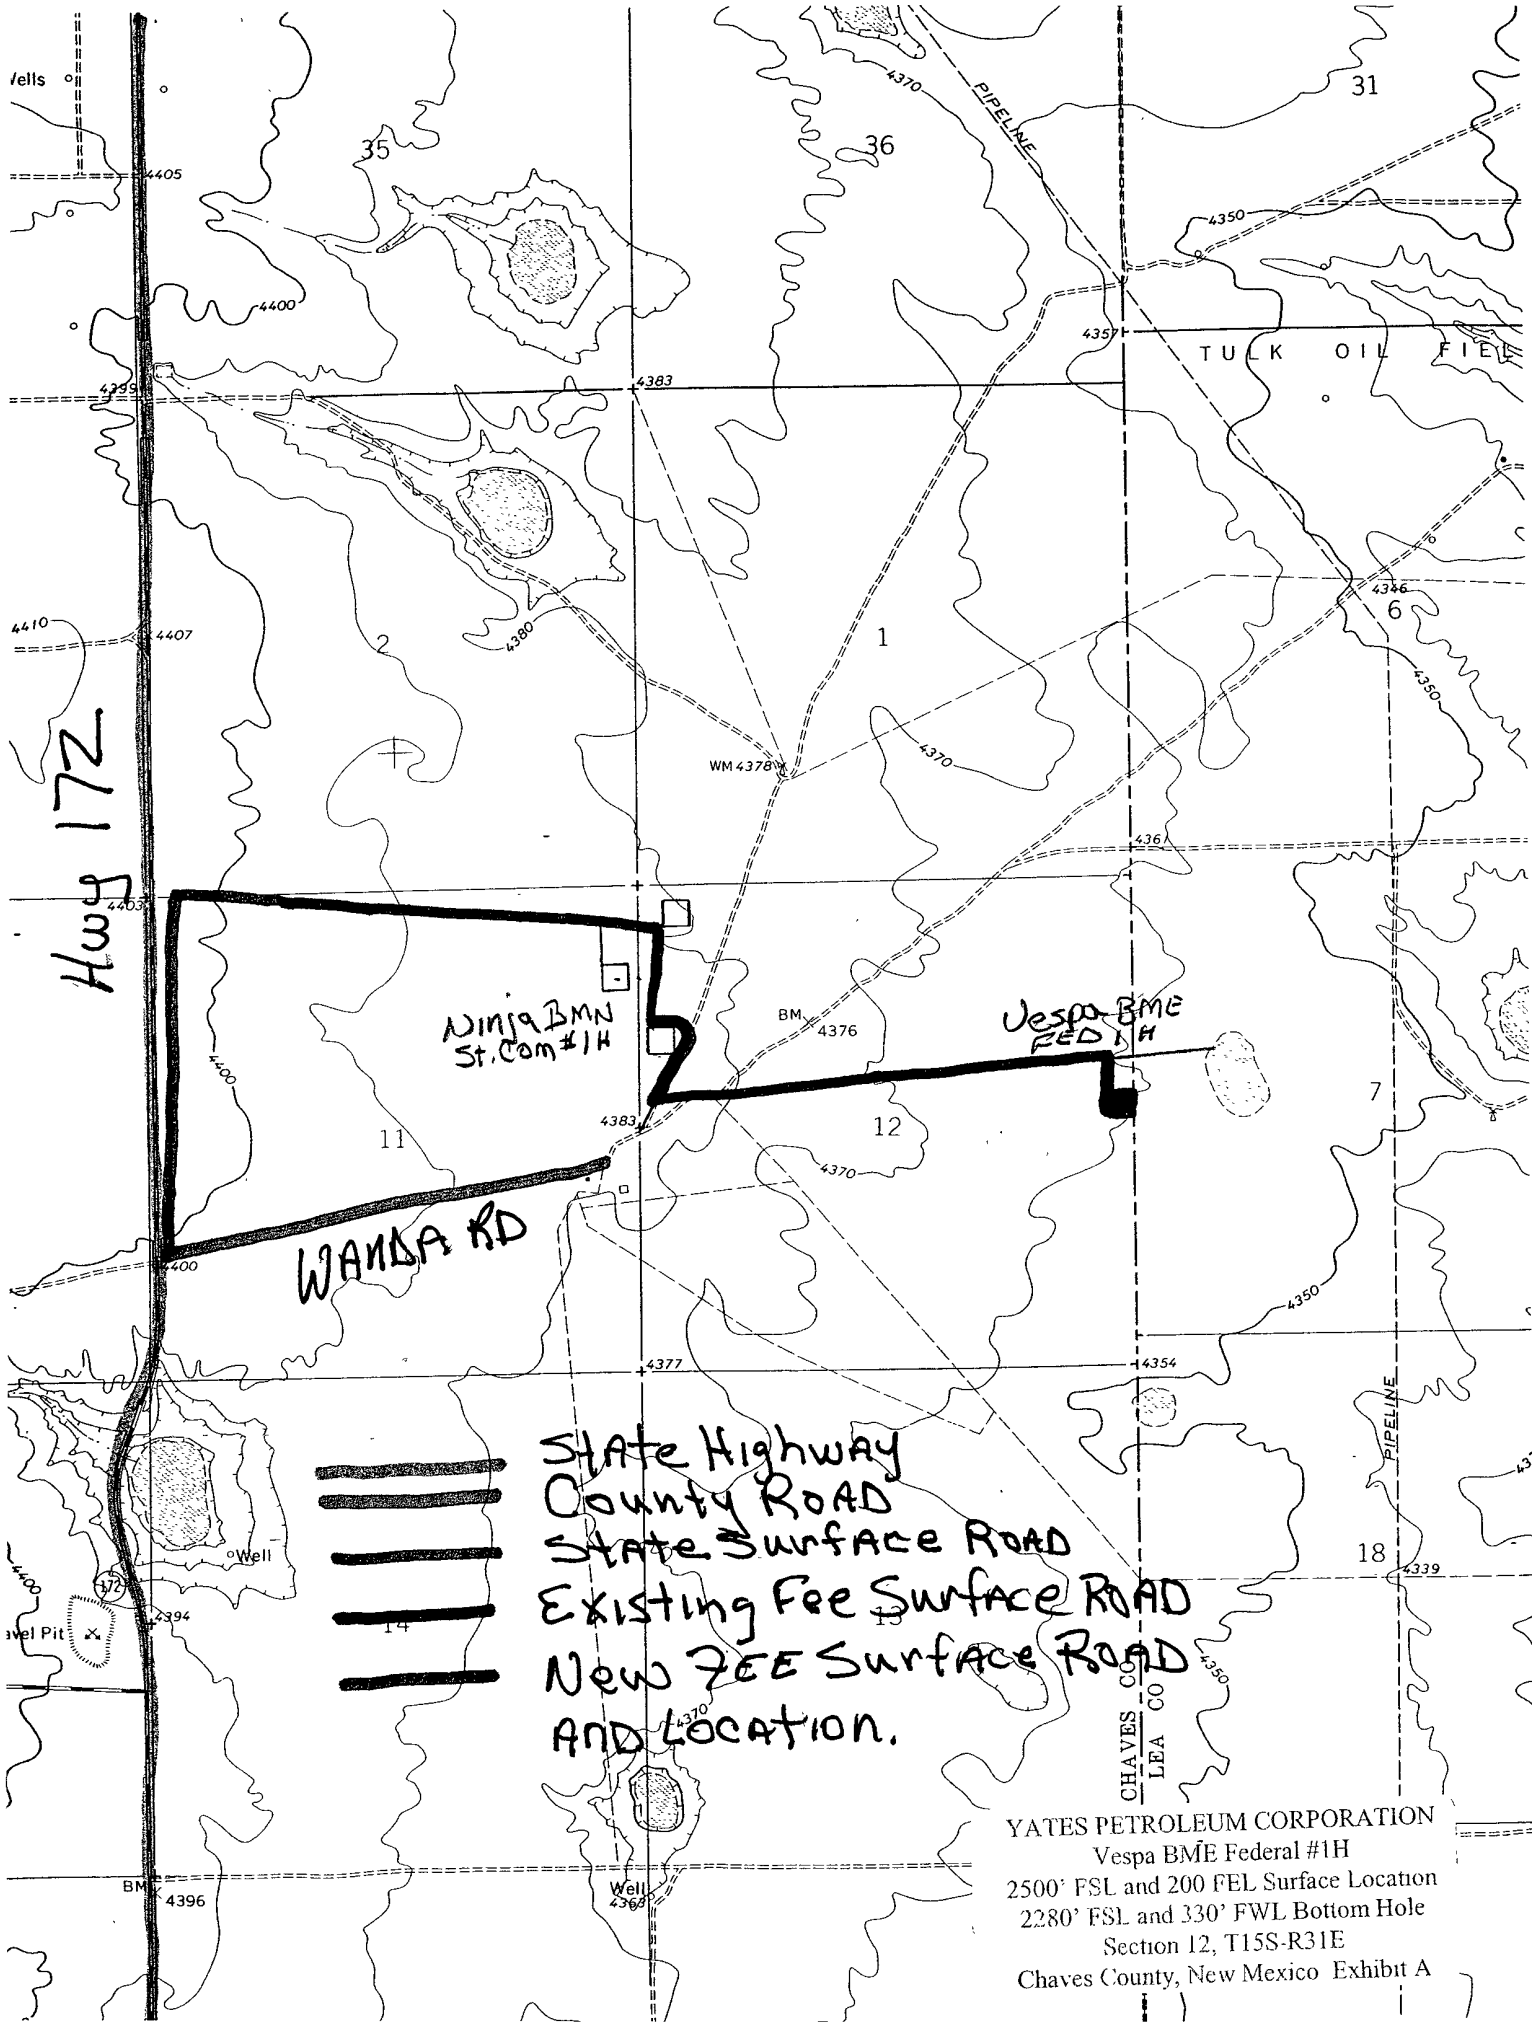 4370
PIPELINE
31
35
36
4405
4350
4400
4357
TULK OIL FIEL
4399
4383
4346
6
4410
4407
2
4380
1
4350
Hwy 172
WM 4378
4370
4361
4403
Ninja BMN
St. Com #1H
BM 4376
Vespa BME
FED 1H
4400
7
4383
11
12
4370
WANDA RD
4400
4350
4377
4354
PIPELINE
State Highway
County Road
State Surface Road
Existing Fee Surface Road
New FEE Surface Road
AND LOCATION.
Well
18
4339
4400
172
4394
14
13
4350
CHAVES CO
LEA CO
4370
YATES PETROLEUM CORPORATION
Vespa BME Federal #1H
2500' FSL and 200 FEL Surface Location
2280' FSL and 330' FWL Bottom Hole
Section 12, T15S-R31E
Chaves County, New Mexico Exhibit A
BM
4396
Well
4363